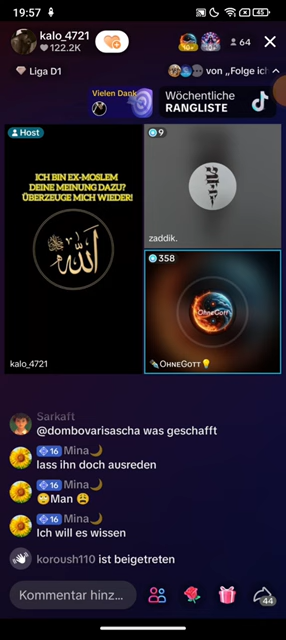 19:57
45
kalo_4721
122.2K
64
Liga D1
von „Folge ich
Vielen Dank
Wöchentliche
RANGLISTE
Host
ICH BIN EX-MOSLEM
DEINE MEINUNG DAZU?
ÜBERZEUGE MICH WIEDER!
الله
kalo_4721
9
zaddik.
358
OhneGott
OHNEGOTT
Sarkaft
@dombovarisascha was geschafft
16 Mina
lass ihn doch ausreden
16 Mina
Man
16 Mina
Ich will es wissen
koroush110 ist beigetreten
Kommentar hinz...
44